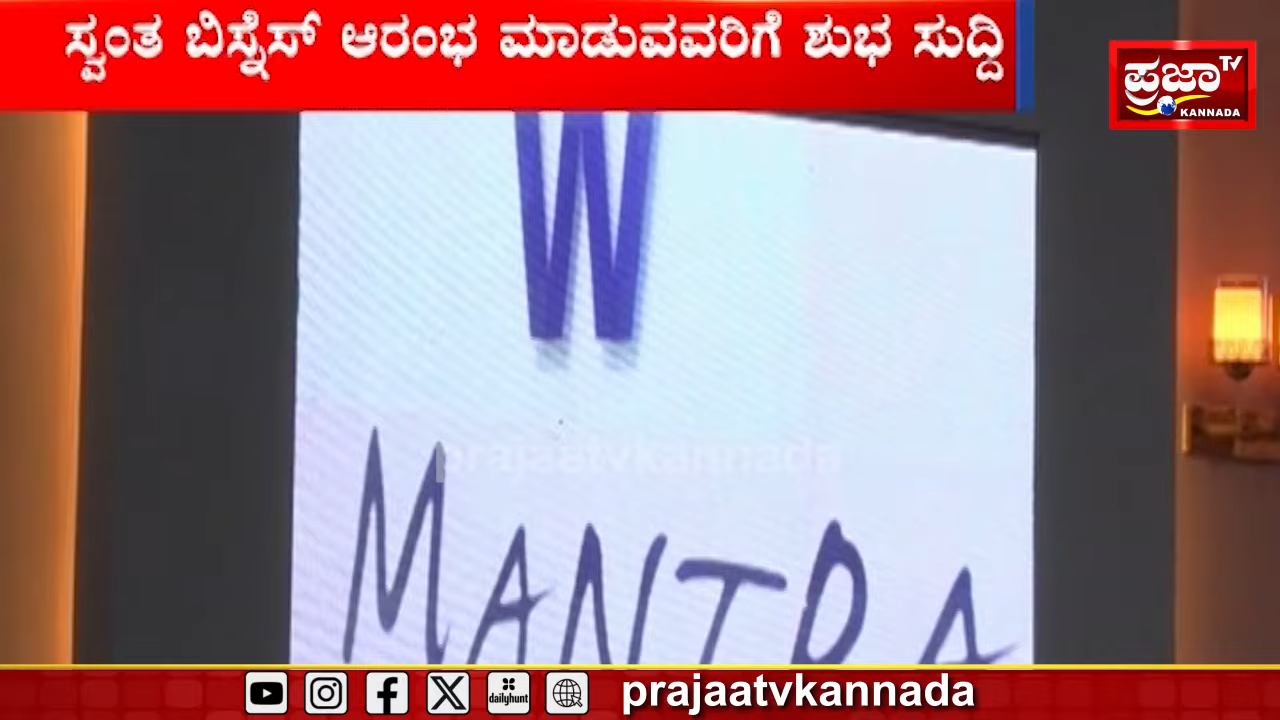 ಸ್ವಂತ ಬಿಸ್ನೆಸ್ ಆರಂಭ ಮಾಡುವವರಿಗೆ ಶುಭ ಸುದ್ದಿ
ಪ್ರಜಾ TV
KANNADA
W
prajaatvkannada
MANTRA
dailyhunt
prajaatvkannada